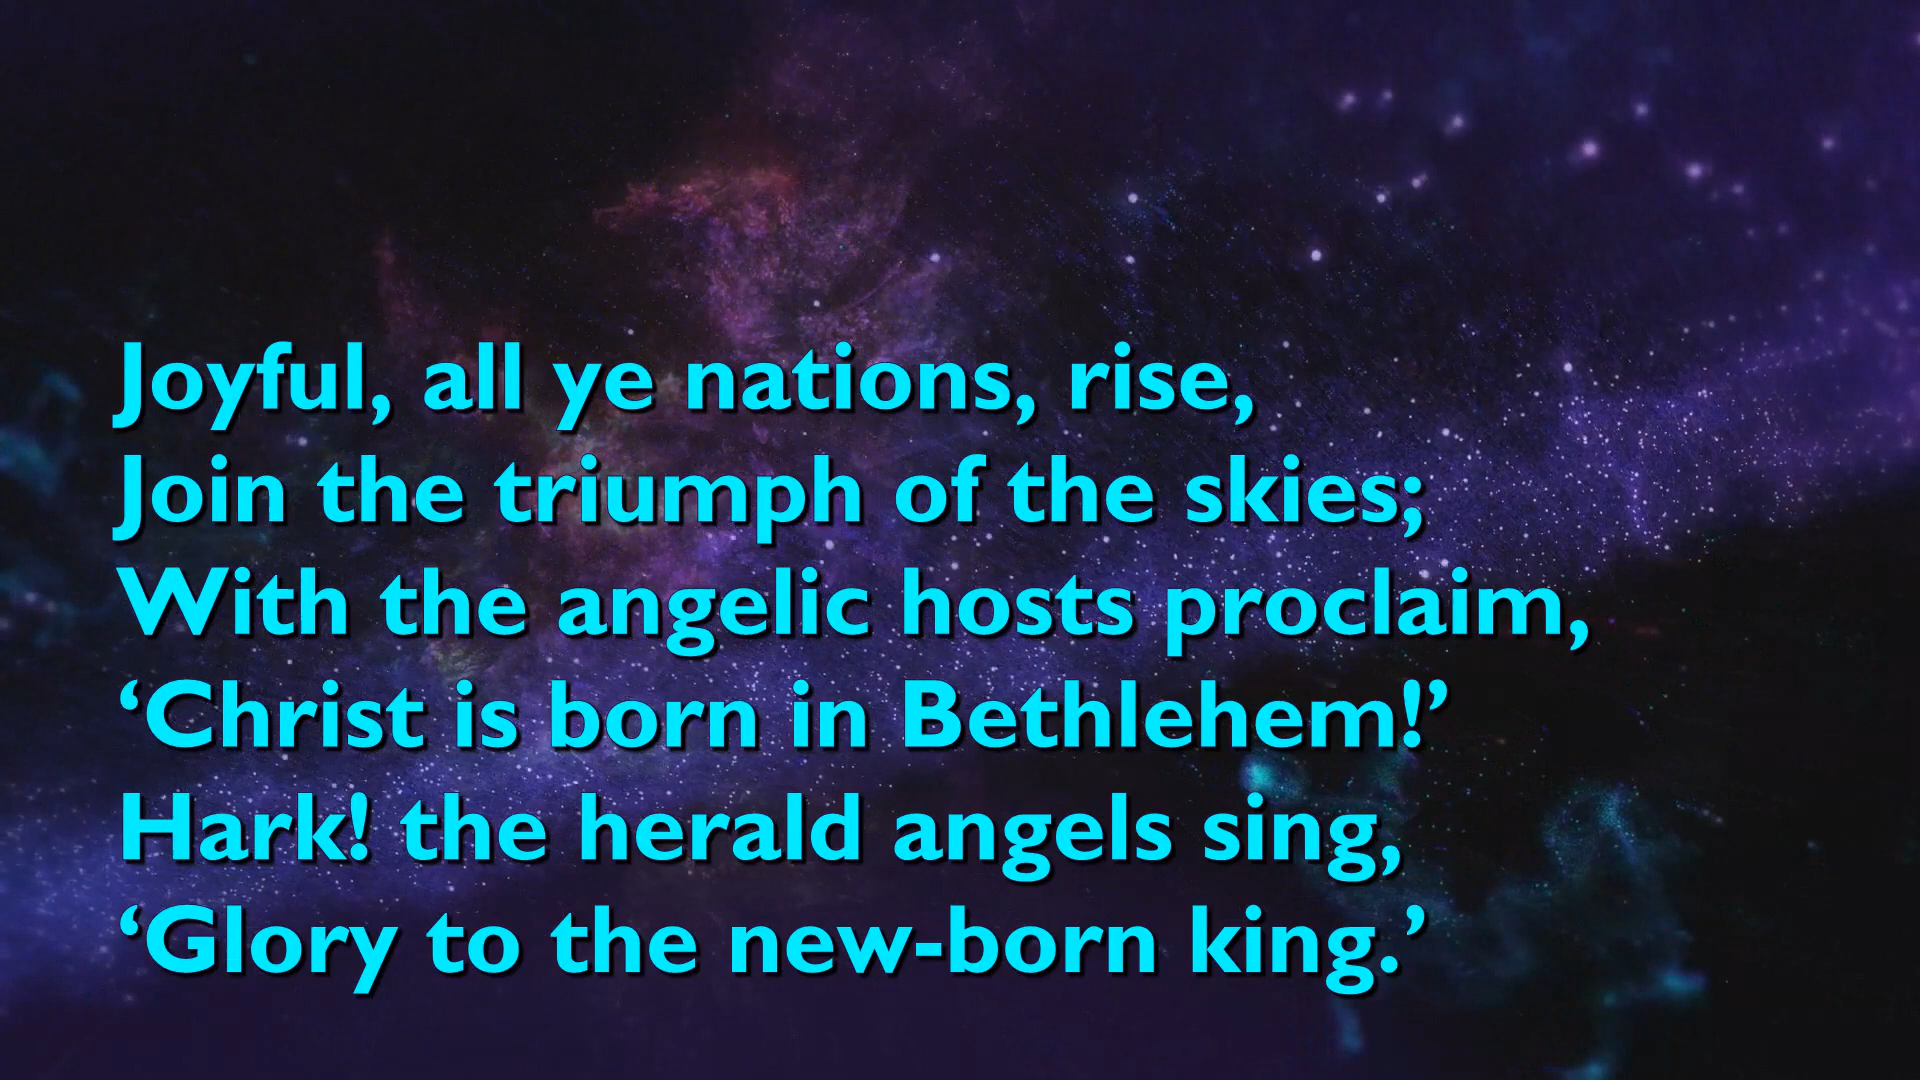 Joyful, all ye nations, rise,
Join the triumph of the skies;
With the angelic hosts proclaim,
‘Christ is born in Bethlehem!’
Hark! the herald angels sing,
‘Glory to the new-born king.’